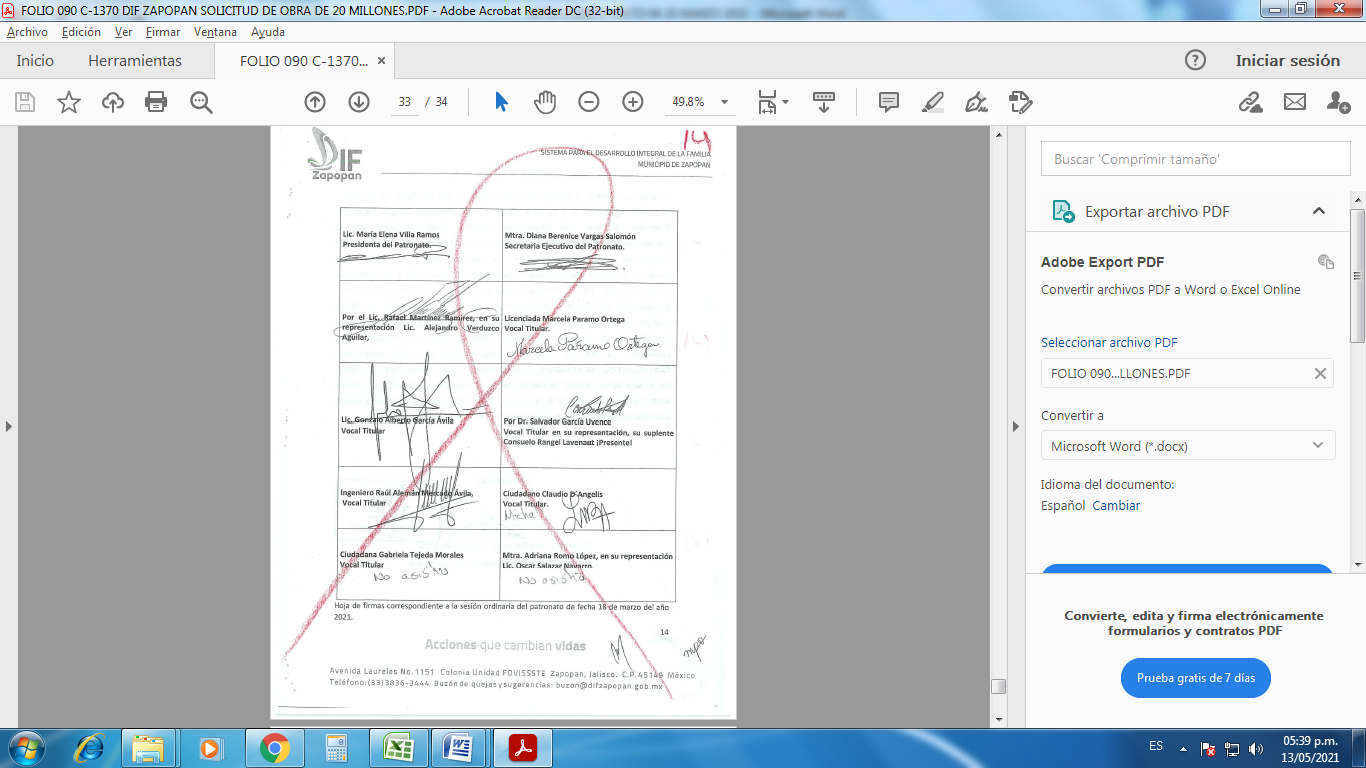 FOLIO 090 C-1370 DIF ZAPOPAN SOLICITUD DE OBRA DE 20 MILLONES.PDF - Adobe Acrobat Reader DC (32-bit)
Archivo Edición Ver Firmar Ventana Ayuda
Inicio Herramientas FOLIO 090 C-1370... × Iniciar sesión
33 / 34 49.8%
14
DIF
Zapopan
SISTEMA PARA EL DESARROLLO INTEGRAL DE LA FAMILIA
MUNICIPIO DE ZAPOPAN
Lic. María Elena Villa Ramos
Presidenta del Patronato.
Mtra. Diana Berenice Vargas Salomón
Secretaria Ejecutivo del Patronato.
Por el Lic. Rafael Martínez Ramírez, en su
representación Lic. Alejandro Verduzco
Aguilar,
Licenciada Marcela Paramo Ortega
Vocal Titular.
Marcela Páramo Ortega
Lic. Gonzalo Alberto García Ávila
Vocal Titular
Por Dr. Salvador García Uvence
Vocal Titular en su representación, su suplente
Consuelo Rangel Lavenant ¡Presente!
Ingeniero Raúl Alemán Mercado Ávila,
Vocal Titular
Ciudadano Claudio D´Angelis
Vocal Titular.
Ciudadana Gabriela Tejeda Morales
Vocal Titular
No asistió
Mtra. Adriana Romo López, en su representación
Lic. Oscar Salazar Navarro.
No asistió
Hoja de firmas correspondiente a la sesión ordinaria del patronato de fecha 18 de marzo del año
2021.
14
Acciones que cambian vidas
Avenida Laureles No. 1151 Colonia Unidad FOVISSSTE Zapopan, Jalisco. C.P. 45149 México
Teléfono: (33)3836-3444 Buzón de quejas y sugerencias: buzon@difzapopan.gob.mx
Buscar 'Comprimir tamaño'
Exportar archivo PDF
Adobe Export PDF
Convertir archivos PDF a Word o Excel Online
Seleccionar archivo PDF
FOLIO 090...LLONES.PDF
Convertir a
Microsoft Word (*.docx)
Idioma del documento:
Español Cambiar
Convierte, edita y firma electrónicamente
formularios y contratos PDF
Prueba gratis de 7 días
ES
05:39 p.m.
13/05/2021